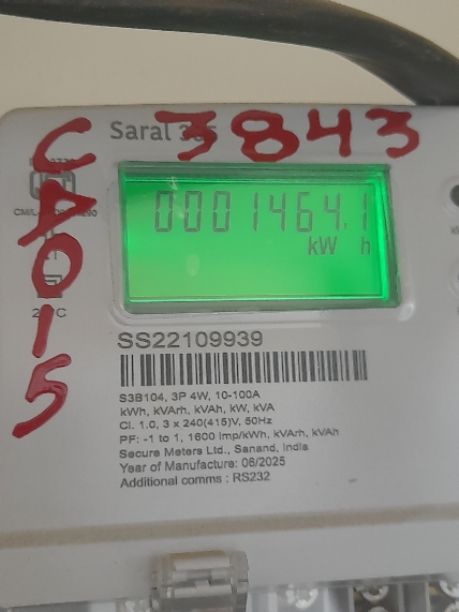 Saral
3843
CA015
0001464.1
kW h
SS22109939
S3B104, 3P 4W, 10-100A
kWh, kVArh, kVAh, kW, kVA
Cl. 1.0, 3 x 240(415)V, 50Hz
PF: -1 to 1, 1600 imp/kWh, kVArh, kVAh
Secure Meters Ltd., Sanand, India
Year of Manufacture: 06/2025
Additional comms : RS232